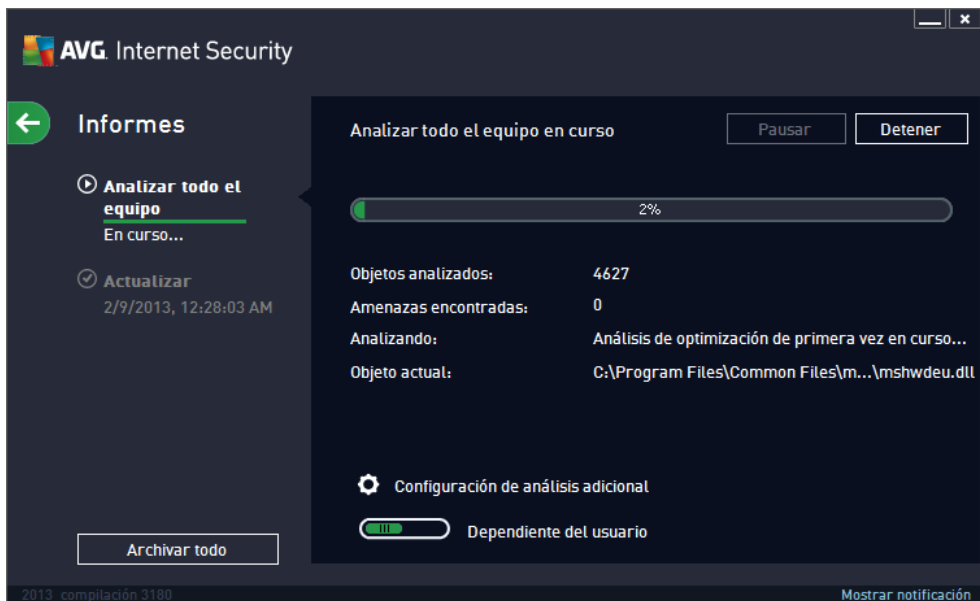 AVG. Internet Security
Informes
Analizar todo el
equipo
En curso...
Actualizar
2/9/2013, 12:28:03 AM
Archivar todo
Analizar todo el equipo en curso
Pausar
Detener
2%
Objetos analizados: 4627
Amenazas encontradas: 0
Analizando: Análisis de optimización de primera vez en curso...
Objeto actual: C:\Program Files\Common Files\m...\mshwdeu.dll
Configuración de análisis adicional
Dependiente del usuario
2013 compilación 3180
Mostrar notificación